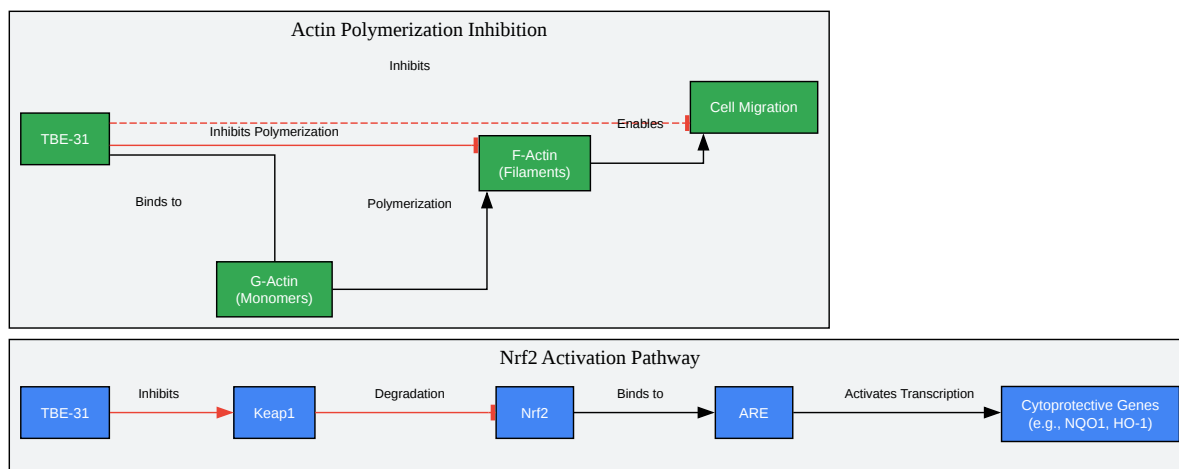 Actin Polymerization Inhibition
Inhibits
Cell Migration
TBE-31
Inhibits Polymerization
Enables
F-Actin
(Filaments)
Binds to
Polymerization
G-Actin
(Monomers)
Nrf2 Activation Pathway
TBE-31
Inhibits
Keap1
Degradation
Nrf2
Binds to
ARE
Activates Transcription
Cytoprotective Genes
(e.g., NQO1, HO-1)